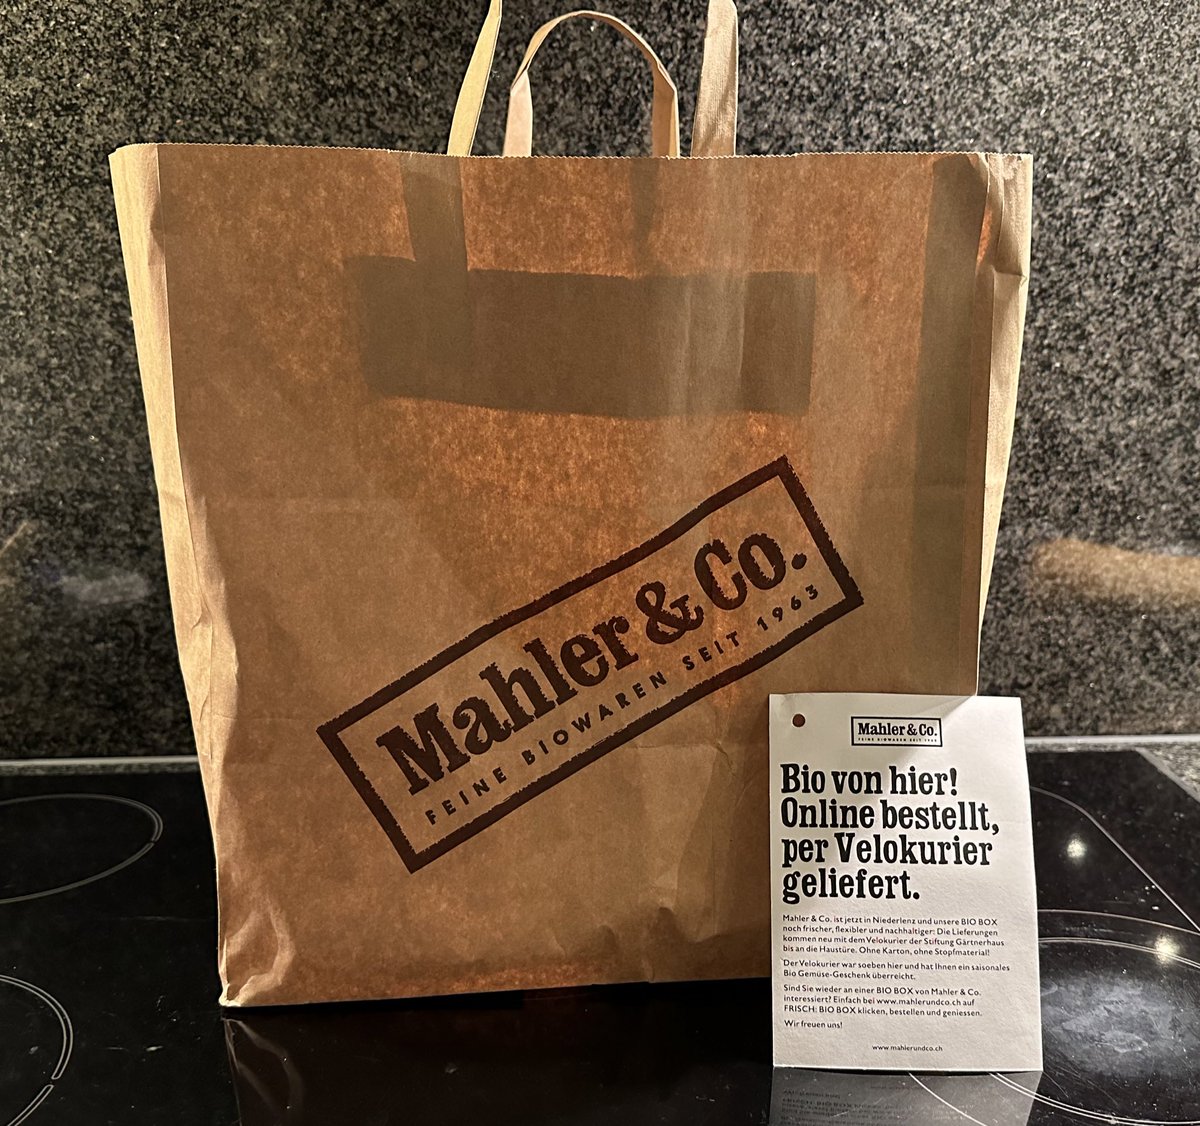 Mahler & Co.
FEINE BIOWAREN SEIT 1963
Mahler & Co.
FEINE BIOWAREN SEIT 1963
Bio von hier!
Online bestellt,
per Velokurier
geliefert.
Mahler & Co. ist jetzt in Niederlenz und unsere BIO BOX
noch frischer, flexibler und nachhaltiger: Die Lieferungen
kommen neu mit dem Velokurier der Stiftung Gärtnerhaus
bis an die Haustüre. Ohne Karton, ohne Stopfmaterial!
Der Velokurier war soeben hier und hat Ihnen ein saisonales
Bio Gemüse-Geschenk überreicht.
Sind Sie wieder an einer BIO BOX von Mahler & Co.
interessiert? Einfach bei www.mahlerundco.ch auf
FRISCH: BIO BOX klicken, bestellen und geniessen.
Wir freuen uns!
www.mahlerundco.ch